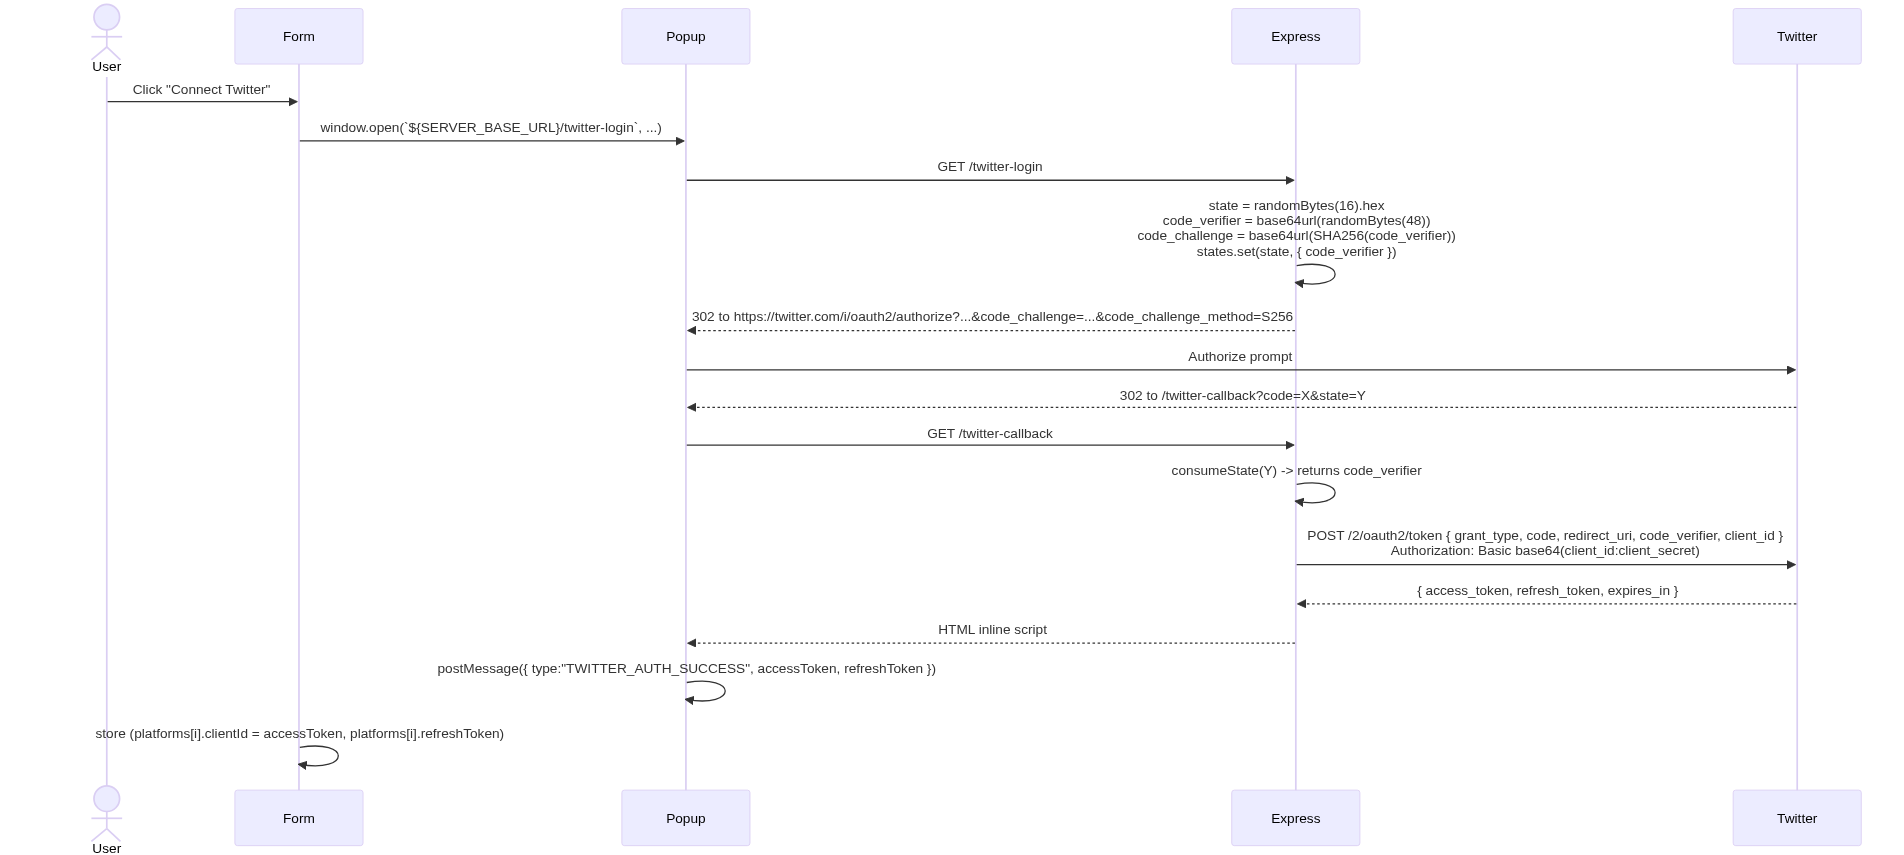 Form
Popup
Express
Twitter
User
Click "Connect Twitter"
window.open(`${SERVER_BASE_URL}/twitter-login`, ...)
GET /twitter-login
state = randomBytes(16).hex
code_verifier = base64url(randomBytes(48))
code_challenge = base64url(SHA256(code_verifier))
states.set(state, { code_verifier })
302 to https://twitter.com/i/oauth2/authorize?...&code_challenge=...&code_challenge_method=S256
Authorize prompt
302 to /twitter-callback?code=X&state=Y
GET /twitter-callback
consumeState(Y) -> returns code_verifier
POST /2/oauth2/token { grant_type, code, redirect_uri, code_verifier, client_id }
Authorization: Basic base64(client_id:client_secret)
{ access_token, refresh_token, expires_in }
HTML inline script
postMessage({ type:"TWITTER_AUTH_SUCCESS", accessToken, refreshToken })
store (platforms[i].clientId = accessToken, platforms[i].refreshToken)
Form
Popup
Express
Twitter
User